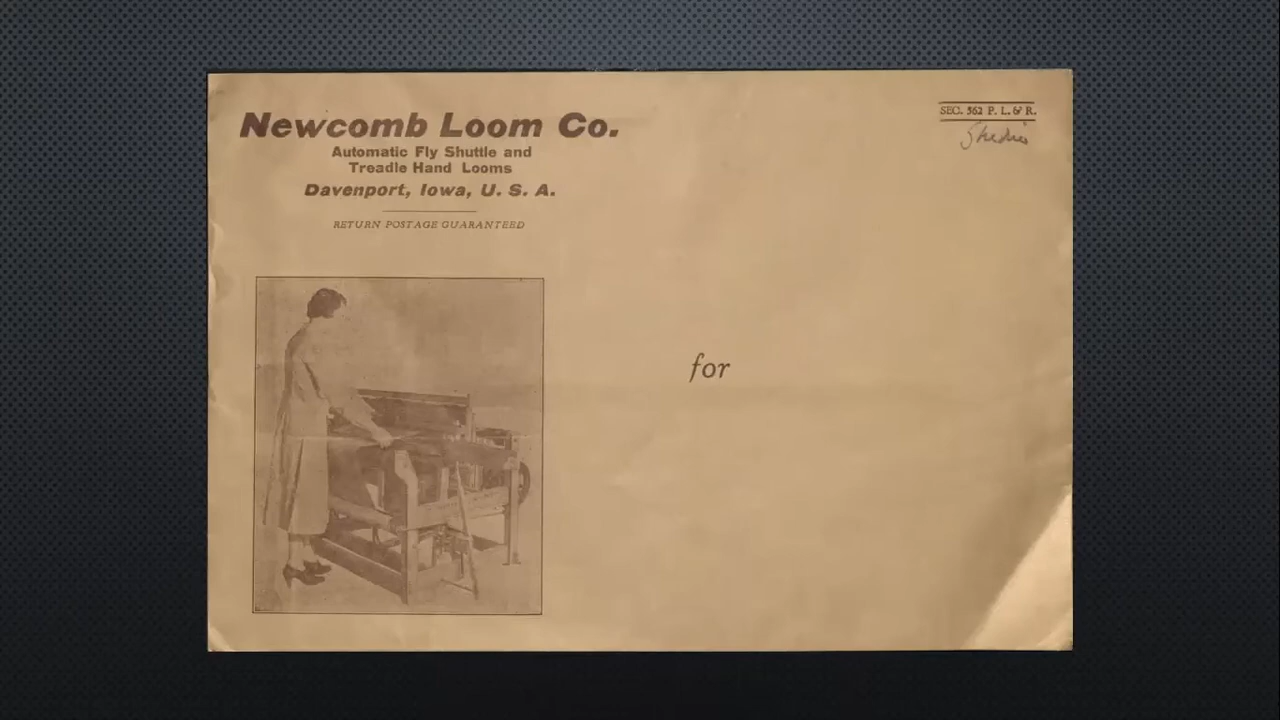 Newcomb Loom Co.
Automatic Fly Shuttle and
Treadle Hand Looms
Davenport, Iowa, U. S. A.
RETURN POSTAGE GUARANTEED
SEC. 562 P. L. & R.
for